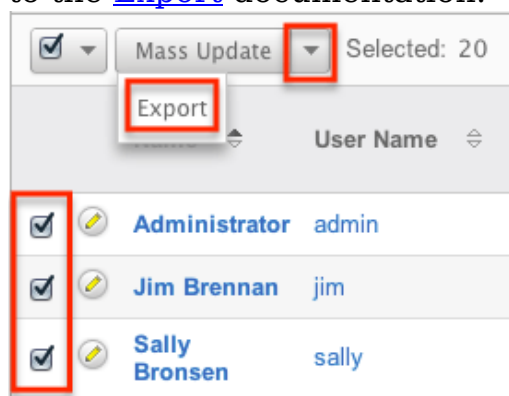 to the Export documentation.
Mass Update Selected: 20
Export
User Name
Administrator admin
Jim Brennan jim
Sally
Bronsen sally